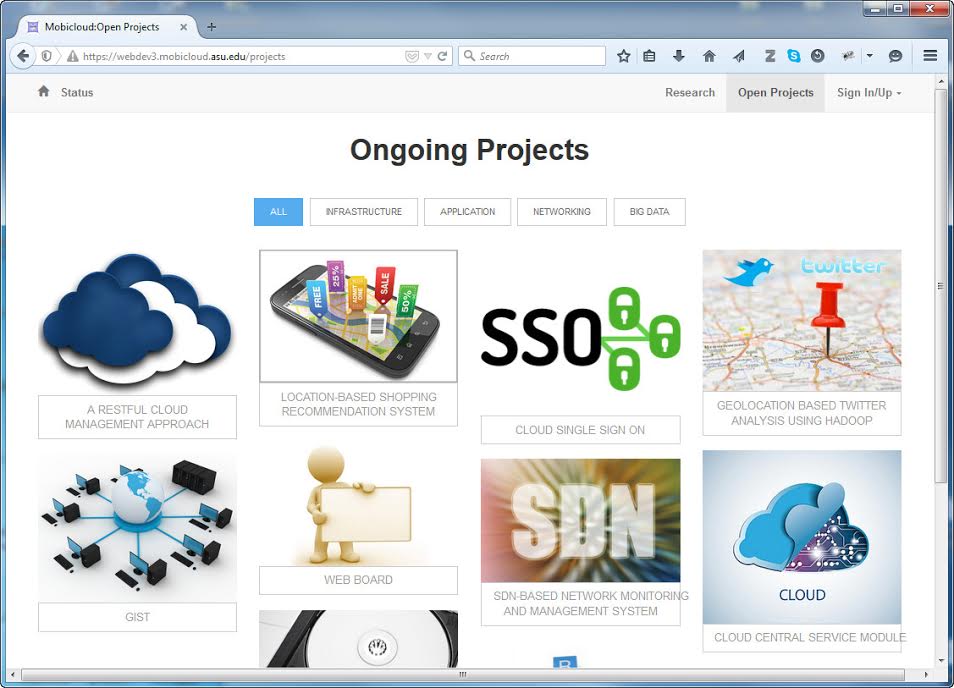 Mobicloud:Open Projects
https://webdev3.mobicloud.asu.edu/projects
Search
Status
Research
Open Projects
Sign In/Up
Ongoing Projects
ALL
INFRASTRUCTURE
APPLICATION
NETWORKING
BIG DATA
FREE
25%
ADMIT ONE
SALE
50%
SSO
twitter
A RESTFUL CLOUD
MANAGEMENT APPROACH
LOCATION-BASED SHOPPING
RECOMMENDATION SYSTEM
CLOUD SINGLE SIGN ON
GEOLOCATION BASED TWITTER
ANALYSIS USING HADOOP
SDN
CLOUD
GIST
WEB BOARD
SDN-BASED NETWORK MONITORING
AND MANAGEMENT SYSTEM
CLOUD CENTRAL SERVICE MODULE
B